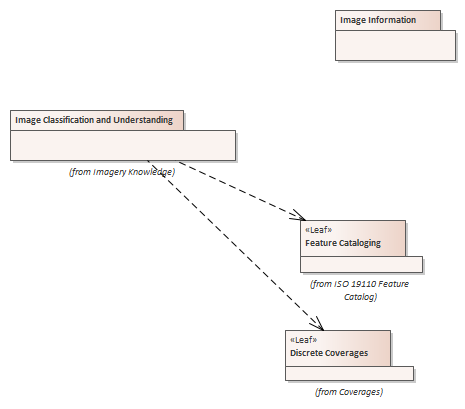 Image Information
Image Classification and Understanding
(from Imagery Knowledge)
«Leaf»
Feature Cataloging
(from ISO 19110 Feature
Catalog)
«Leaf»
Discrete Coverages
(from Coverages)